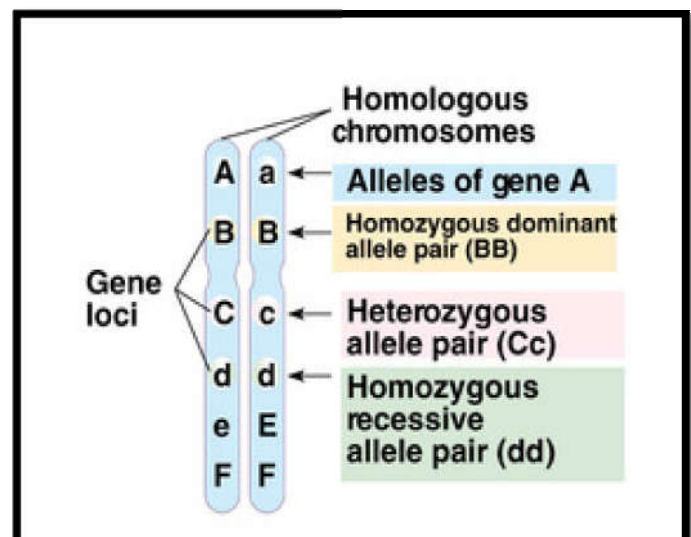 Homologous
chromosomes
A a
Alleles of gene A
B B
Homozygous dominant
allele pair (BB)
Gene
loci
C c
Heterozygous
allele pair (Cc)
d d
Homozygous
recessive
allele pair (dd)
e E
F F